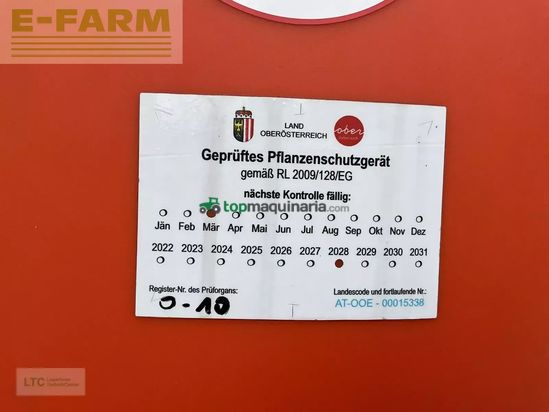 E-FARM
LAND
OBERÖSTERREICH
ober
Geprüftes Pflanzenschutzgerät
gemäß RL 2009/128/EG
nächste Kontrolle fällig:
topmaquinaria.com
Jän Feb Mär Apr Mai Jun Jul Aug Sep Okt Nov Dez
2022 2023 2024 2025 2026 2027 2028 2029 2030 2031
Register-Nr. des Prüforgans:
Landescode und fortlaufende Nr.:
0-10
AT-OOE - 00015338
LTC